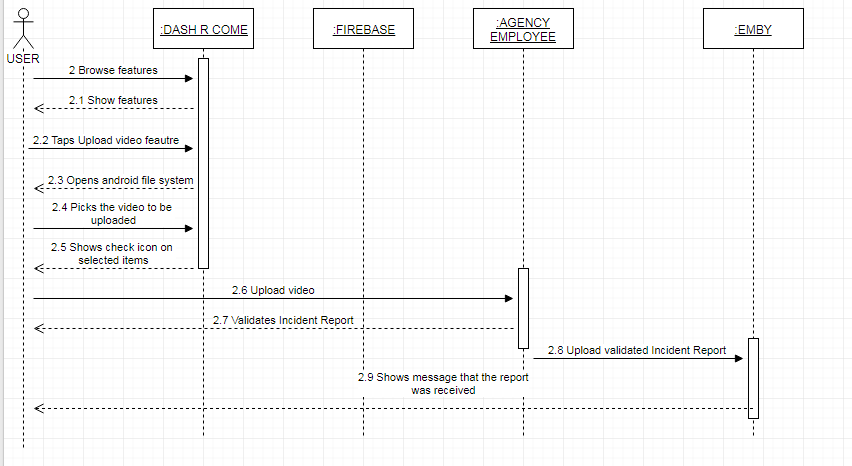 :DASH R COME
:FIREBASE
:AGENCY
EMPLOYEE
:EMBY
USER
2 Browse features
2.1 Show features
2.2 Taps Upload video feautre
2.3 Opens android file system
2.4 Picks the video to be
uploaded
2.5 Shows check icon on
selected items
2.6 Upload video
2.7 Validates Incident Report
2.8 Upload validated Incident Report
2.9 Shows message that the report
was received